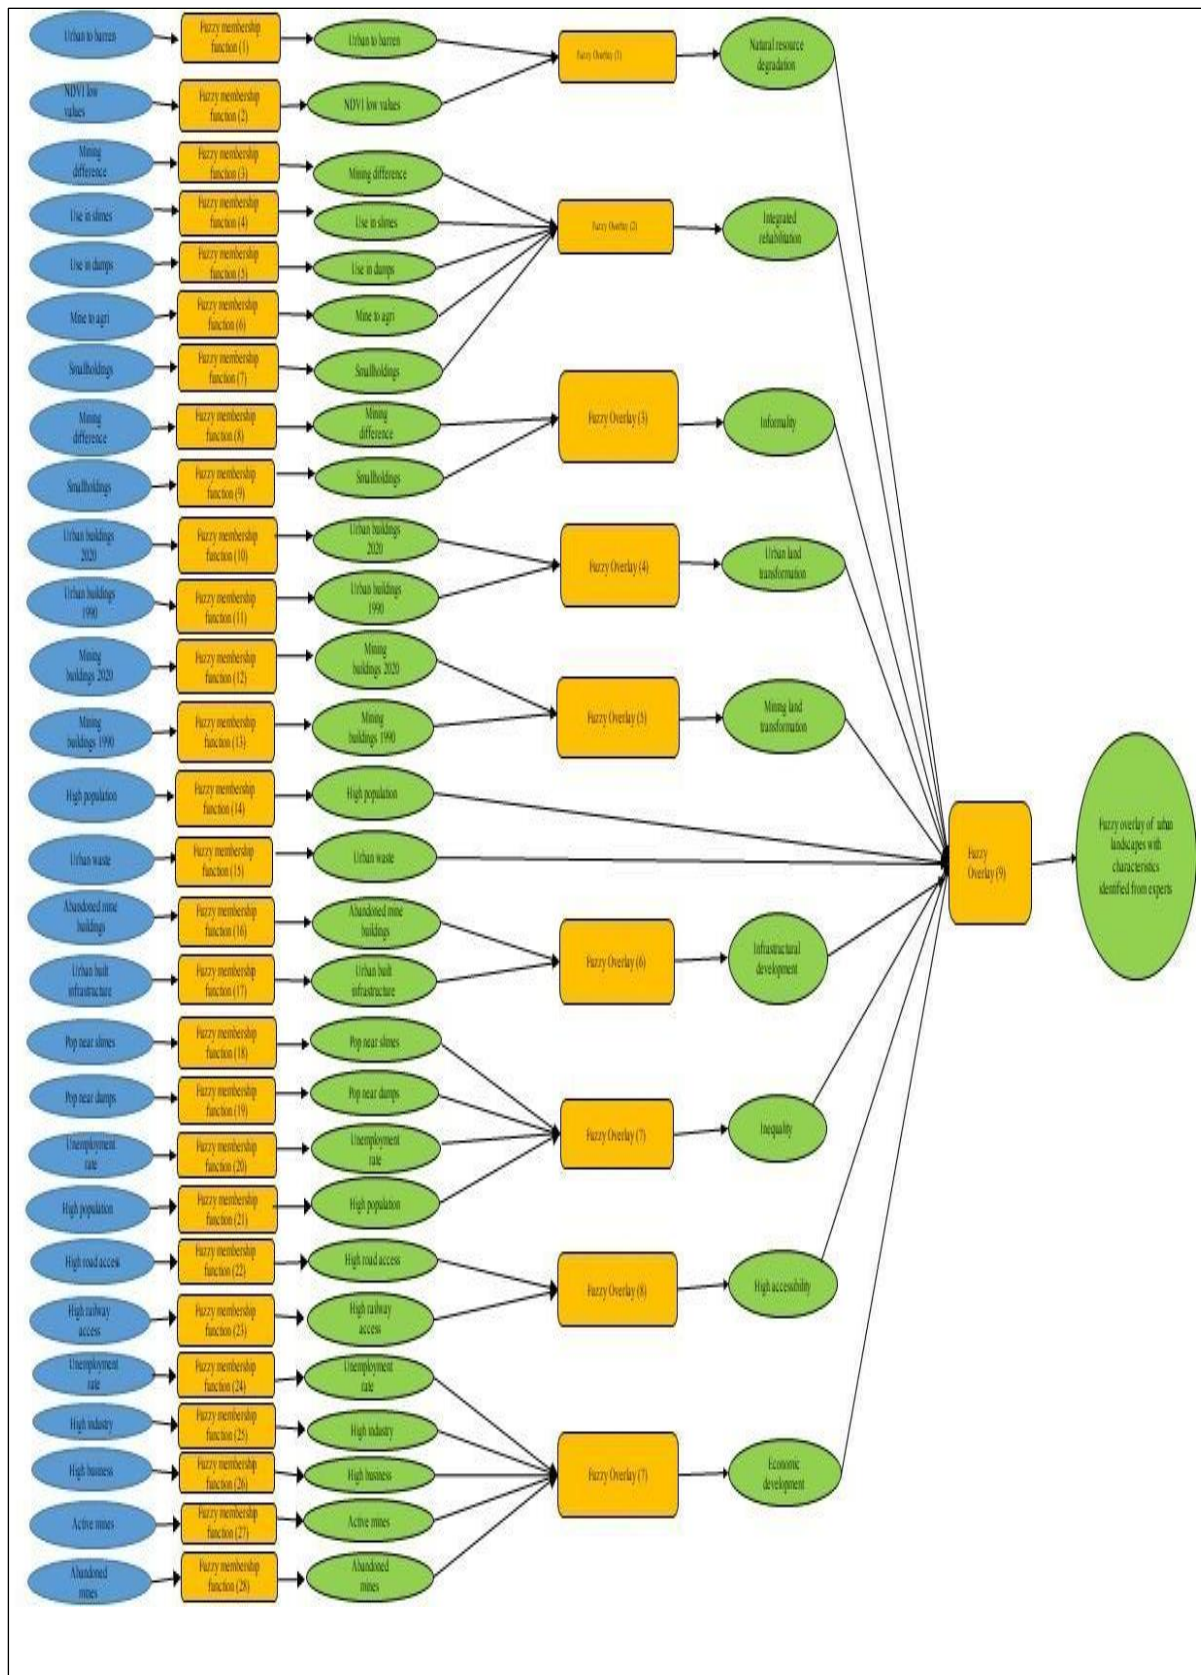 Urban to barren
Fuzzy membership
function (1)
Urban to barren
Fuzzy Overlay
Natural resource
degradation
NDVI low
values
Fuzzy membership
function (2)
NDVI low values
Mining
difference
Fuzzy membership
function (3)
Mining difference
Use in slimes
Fuzzy membership
function (4)
Use in slimes
Fuzzy Overlay (2)
Integrated
rehabilitation
Use in dumps
Fuzzy membership
function (5)
Use in dumps
Mine to agri
Fuzzy membership
function (6)
Mine to agri
Smallholdings
Fuzzy membership
function (7)
Smallholdings
Mining
difference
Fuzzy membership
function (8)
Mining
difference
Fuzzy Overlay (3)
Informality
Smallholdings
Fuzzy membership
function (9)
Smallholdings
Urban buildings
2020
Fuzzy membership
function (10)
Urban buildings
2020
Fuzzy Overlay (4)
Urban land
transformation
Urban buildings
1990
Fuzzy membership
function (11)
Urban buildings
1990
Mining
buildings 2020
Fuzzy membership
function (12)
Mining
buildings 2020
Fuzzy Overlay (5)
Mining land
transformation
Mining
buildings 1990
Fuzzy membership
function (13)
Mining
buildings 1990
High population
Fuzzy membership
function (14)
High population
Urban waste
Fuzzy membership
function (15)
Urban waste
Fuzzy
Overlay (9)
Fuzzy overlay of urban
landscapes with
characteristics
identified from experts
Abandoned mine
buildings
Fuzzy membership
function (16)
Abandoned mine
buildings
Fuzzy Overlay (6)
Infrastructural
development
Urban built
infrastructure
Fuzzy membership
function (17)
Urban built
infrastructure
Pop near slimes
Fuzzy membership
function (18)
Pop near slimes
Pop near dumps
Fuzzy membership
function (19)
Pop near dumps
Fuzzy Overlay (7)
Inequality
Unemployment
rate
Fuzzy membership
function (20)
Unemployment
rate
High population
Fuzzy membership
function (21)
High population
High road access
Fuzzy membership
function (22)
High road access
Fuzzy Overlay (8)
High accessibility
High railway
access
Fuzzy membership
function (23)
High railway
access
Unemployment
rate
Fuzzy membership
function (24)
Unemployment
rate
High industry
Fuzzy membership
function (25)
High industry
High business
Fuzzy membership
function (26)
High business
Fuzzy Overlay (7)
Economic
development
Active mines
Fuzzy membership
function (27)
Active mines
Abandoned
mines
Fuzzy membership
function (28)
Abandoned
mines